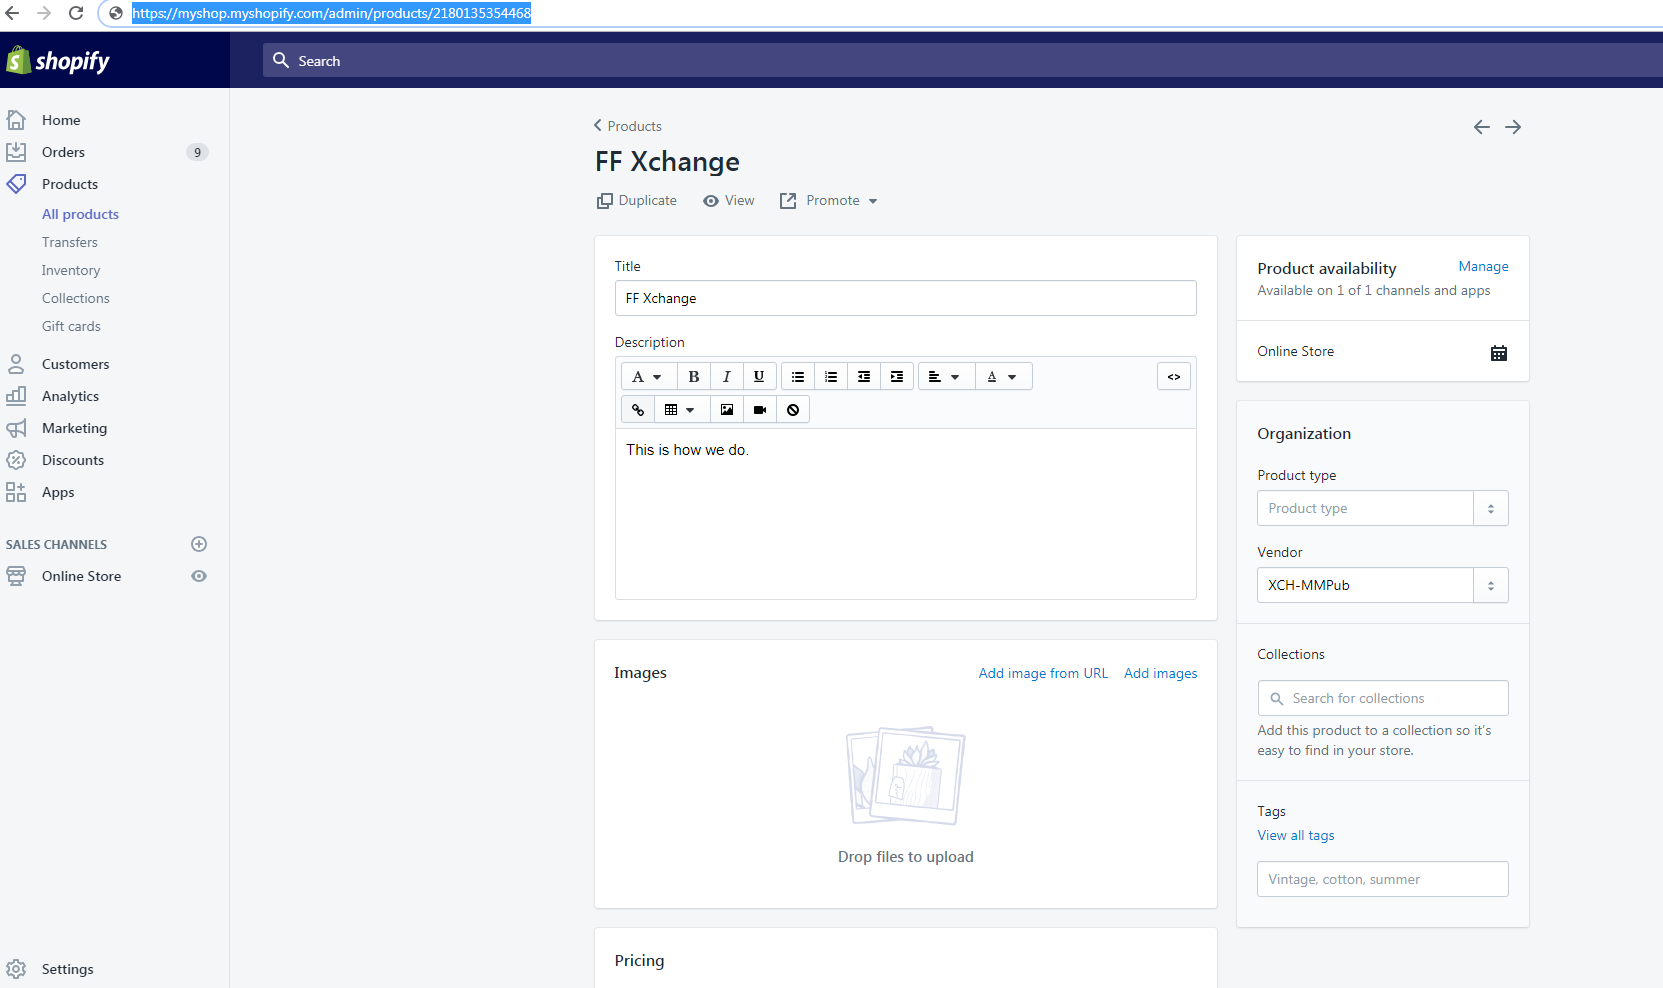 https://myshop.myshopify.com/admin/products/2180135354468
shopify
Search
Home
Orders 9
Products
All products
Transfers
Inventory
Collections
Gift cards
Customers
Analytics
Marketing
Discounts
Apps
SALES CHANNELS
Online Store
Settings
Products
FF Xchange
Duplicate View Promote
Title
FF Xchange
Description
A B I U A <>
This is how we do.
Images Add image from URL Add images
Drop files to upload
Pricing
Product availability Manage
Available on 1 of 1 channels and apps
Online Store
Organization
Product type
Product type
Vendor
XCH-MMPub
Collections
Search for collections
Add this product to a collection so it's
easy to find in your store.
Tags
View all tags
Vintage, cotton, summer